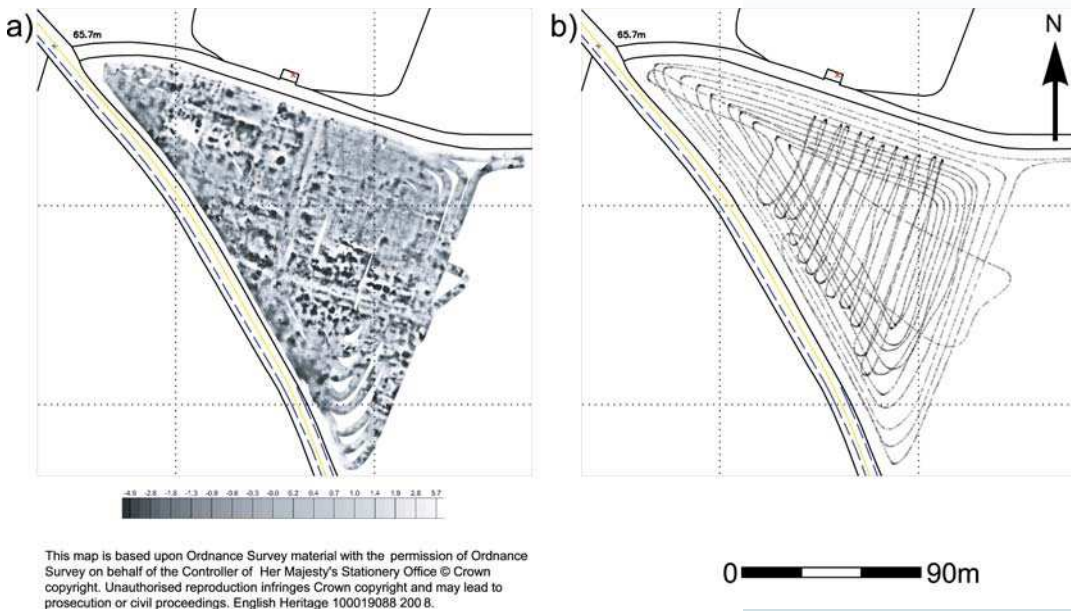 a)
65.7m
b)
65.7m
N
-4.9 -2.8 -1.8 -1.3 -0.9 -0.6 -0.3 -0.0 0.2 0.4 0.7 1.0 1.4 1.9 2.8 3.7
This map is based upon Ordnance Survey material with the permission of Ordnance
Survey on behalf of the Controller of Her Majesty's Stationery Office © Crown
copyright. Unauthorised reproduction infringes Crown copyright and may lead to
prosecution or civil proceedings. English Heritage 100019088 200 8.
0 90m